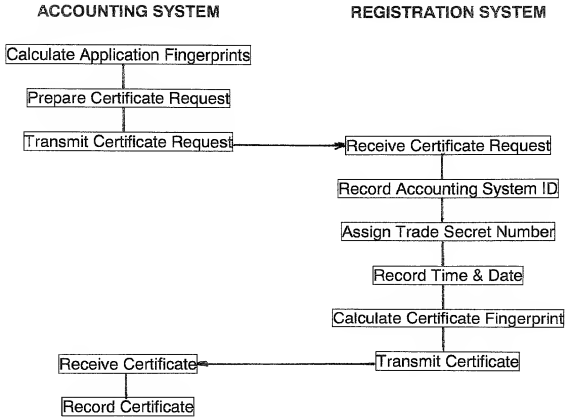 ACCOUNTING SYSTEM
REGISTRATION SYSTEM
Calculate Application Fingerprints
Prepare Certificate Request
Transmit Certificate Request
Receive Certificate Request
Record Accounting System ID
Assign Trade Secret Number
Record Time & Date
Calculate Certificate Fingerprint
Transmit Certificate
Receive Certificate
Record Certificate